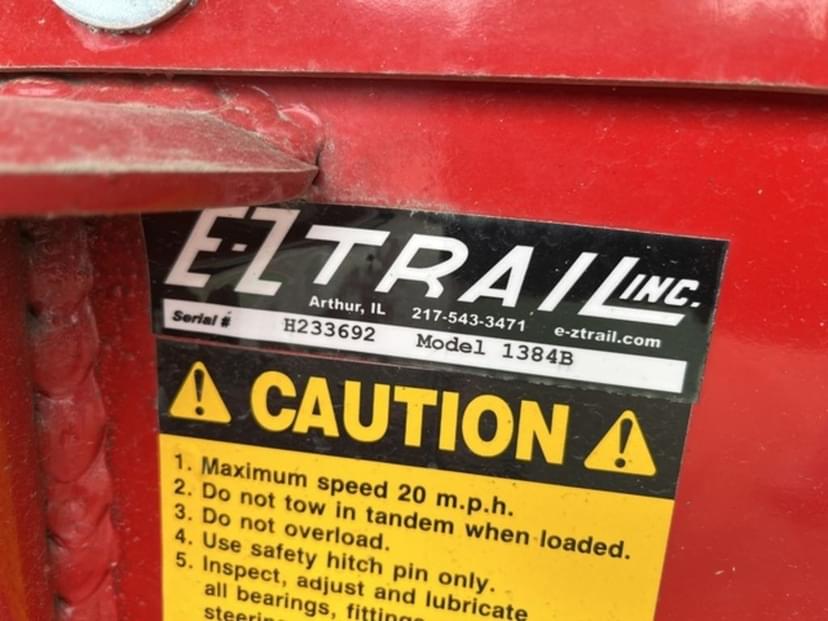 E-Z TRAIL INC.
Arthur, IL 217-543-3471 e-ztrail.com
Serial # H233692 Model 1384B
CAUTION
1. Maximum speed 20 m.p.h.
2. Do not tow in tandem when loaded.
3. Do not overload.
4. Use safety hitch pin only.
5. Inspect, adjust and lubricate
all bearings,